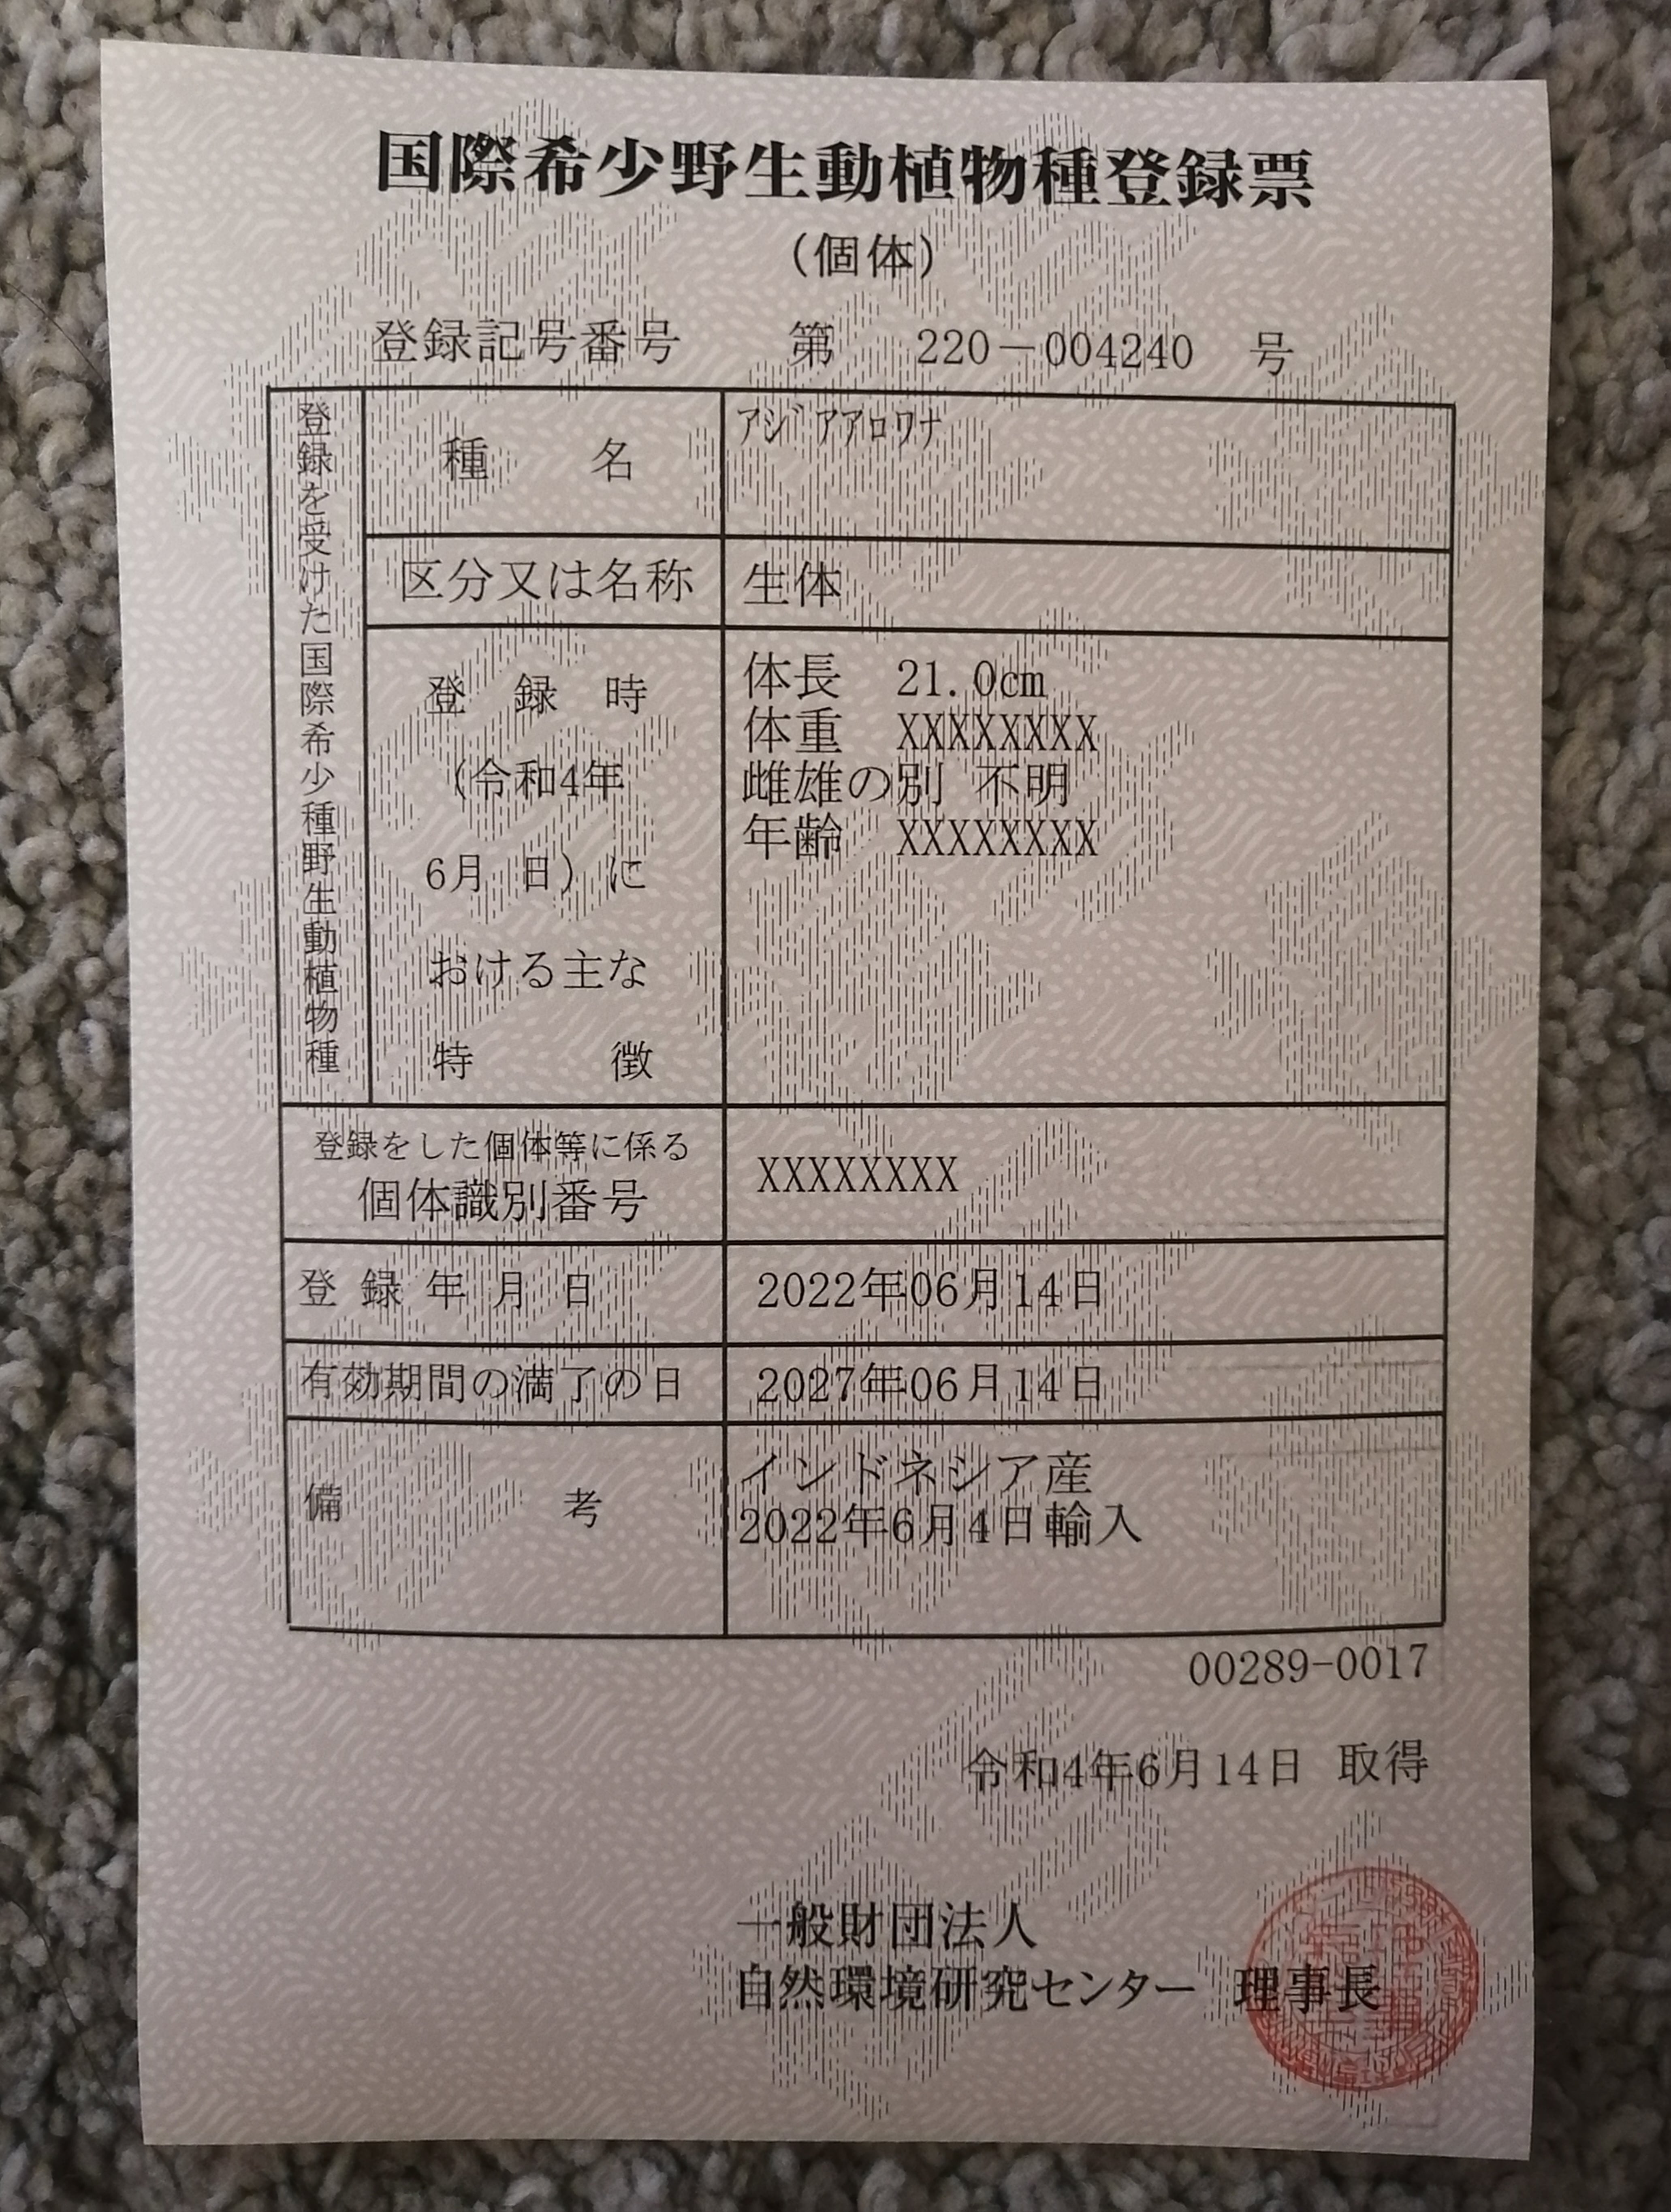 国際希少野生動植物種登録票
(個体)
登録記号番号 第 220-004240 号
登録を受けた国際希少種野生動植物種
種 名
ｱｼﾞｱｱﾛﾜﾅ
区分又は名称
生体
登 録 時
(令和4年
6月 日) に
おける主な
特 徴
体長 21.0cm
体重 XXXXXXXX
雌雄の別 不明
年齢 XXXXXXXX
登録をした個体等に係る
個体識別番号
XXXXXXXX
登 録 年 月 日
2022年06月14日
有効期間の満了の日
2027年06月14日
備 考
インドネシア産
2022年6月4日輸入
00289-0017
令和4年6月14日 取得
一般財団法人
自然環境研究センター 理事長